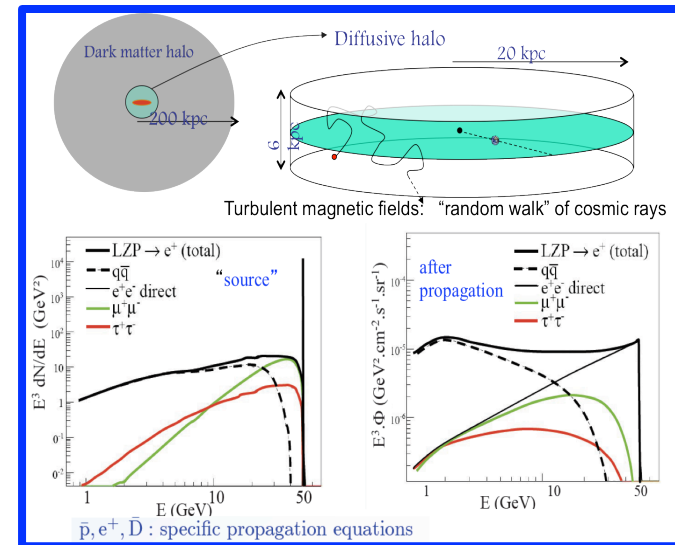 Dark matter halo
Diffusive halo
20 kpc
200 kpc
6 kpc
Turbulent magnetic fields: “random walk” of cosmic rays
E³ dN/dE (GeV²)
10⁴
10³
10²
10
1
10⁻¹
10⁻²
LZP → e⁺ (total)
qq̄
e⁺e⁻ direct
μ⁺μ⁻
τ⁺τ⁻
“source”
1
10
50
E (GeV)
E³.Φ (GeV².cm⁻².s⁻¹.sr⁻¹)
10⁻⁴
10⁻⁵
10⁻⁶
after
propagation
LZP → e⁺ (total)
qq̄
e⁺e⁻ direct
μ⁺μ⁻
τ⁺τ⁻
1
10
50
E (GeV)
p̄, e⁺, D̄ : specific propagation equations